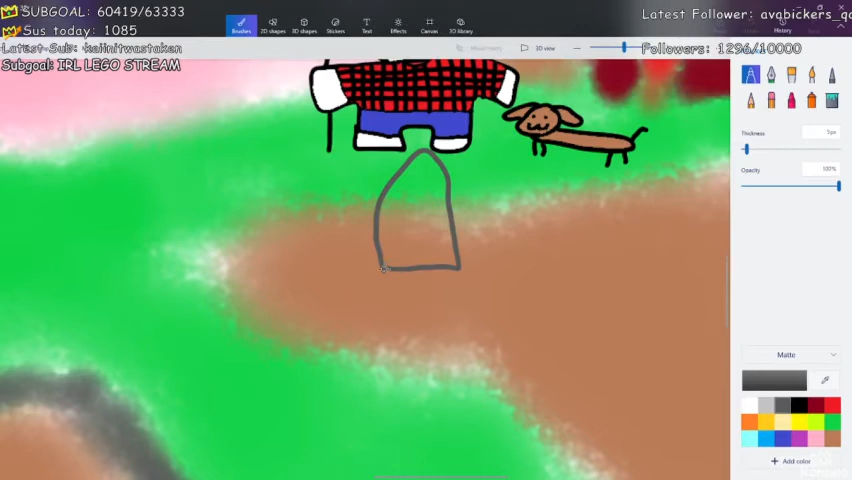 SUBGOAL: 60419/63333
Sus today: 1085
Latest Sub: kaiinitwastaken
Subgoal: IRL LEGO STREAM
Latest Follower: avabickers_
Followers: 1296/10000
Brushes
2D shapes
3D shapes
Stickers
Text
Effects
Canvas
3D library
History
3D view
Thickness
5px
Opacity
100%
Matte
+ Add color